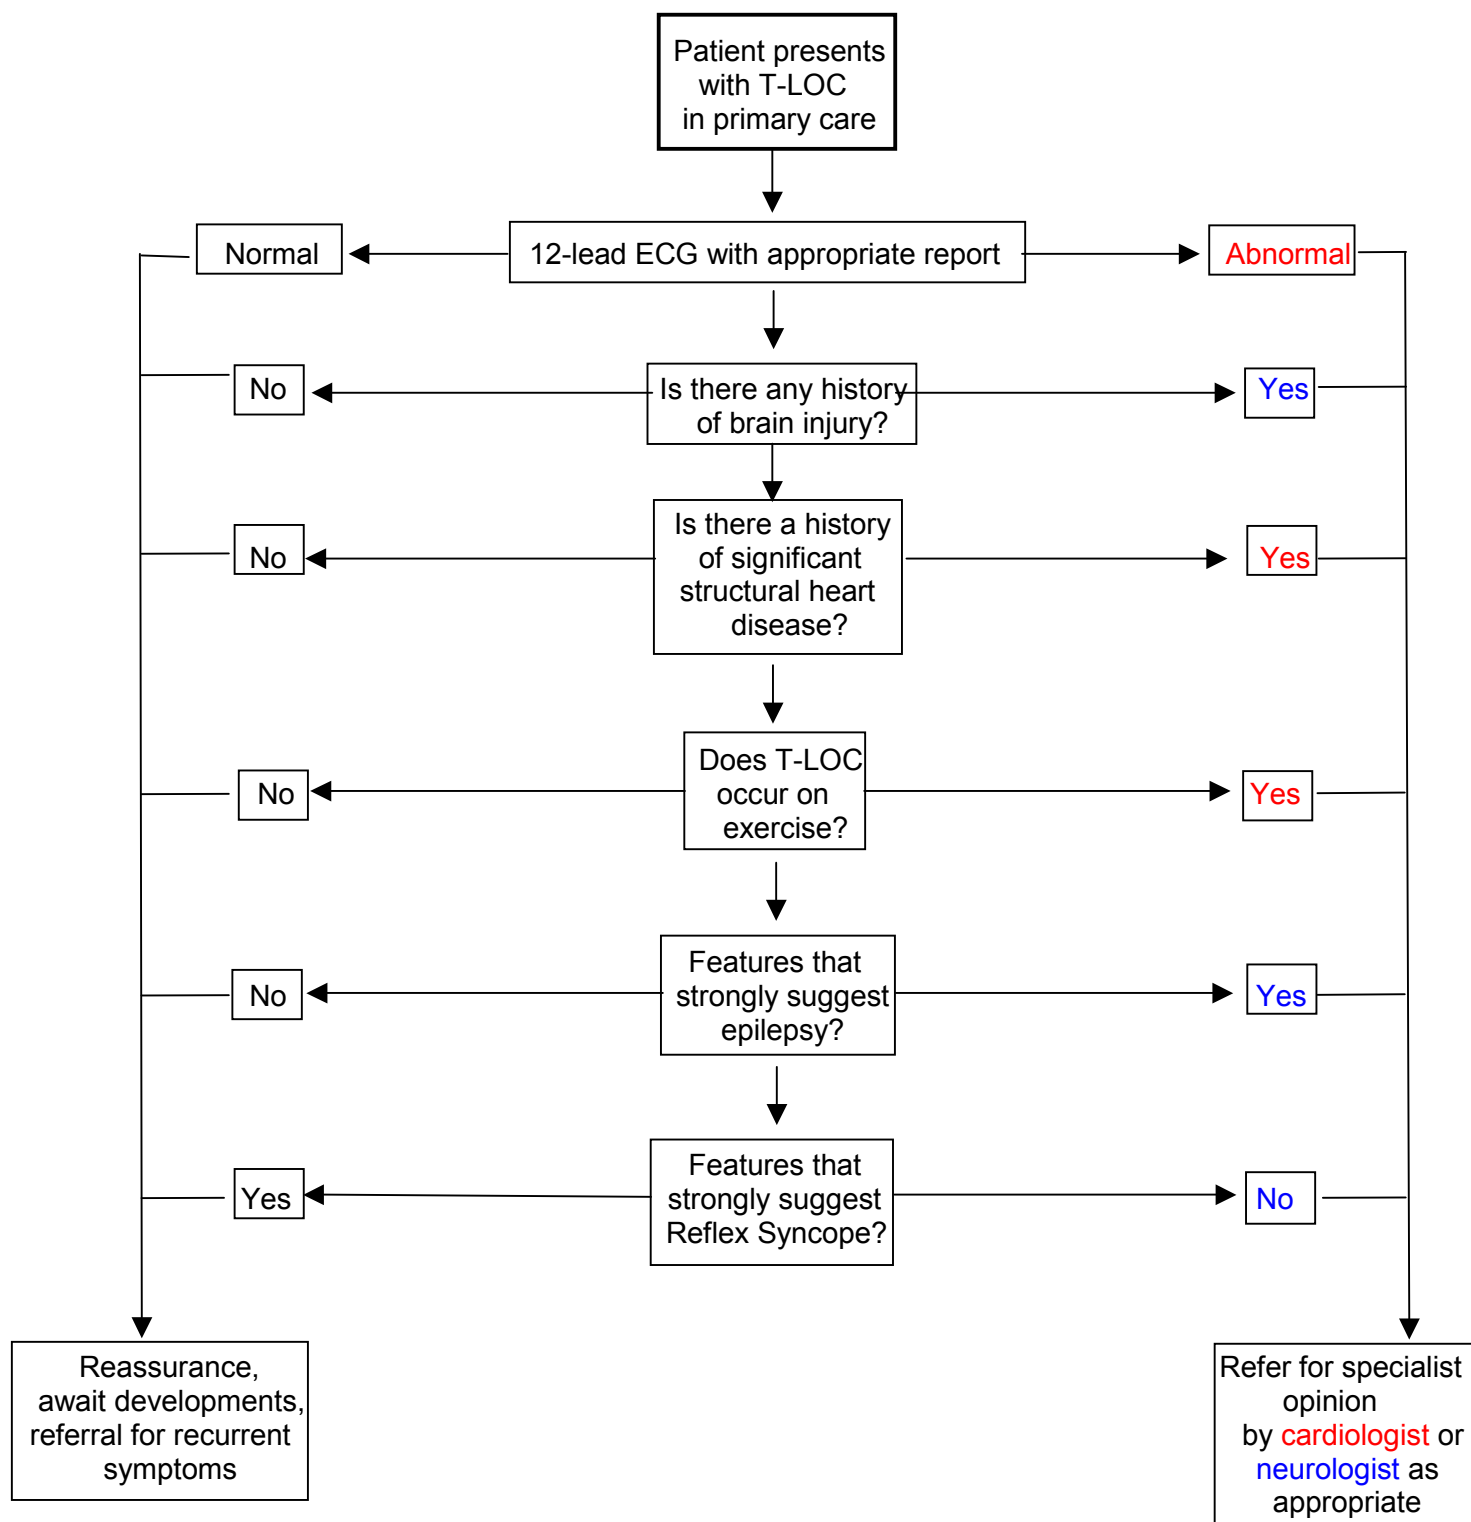 Patient presents
with T-LOC
in primary care
Normal
12-lead ECG with appropriate report
Abnormal
No
Is there any history
of brain injury?
Yes
No
Is there a history
of significant
structural heart
disease?
Yes
No
Does T-LOC
occur on
exercise?
Yes
No
Features that
strongly suggest
epilepsy?
Yes
Yes
Features that
strongly suggest
Reflex Syncope?
No
Reassurance,
await developments,
referral for recurrent
symptoms
Refer for specialist
opinion
by cardiologist or
neurologist as
appropriate